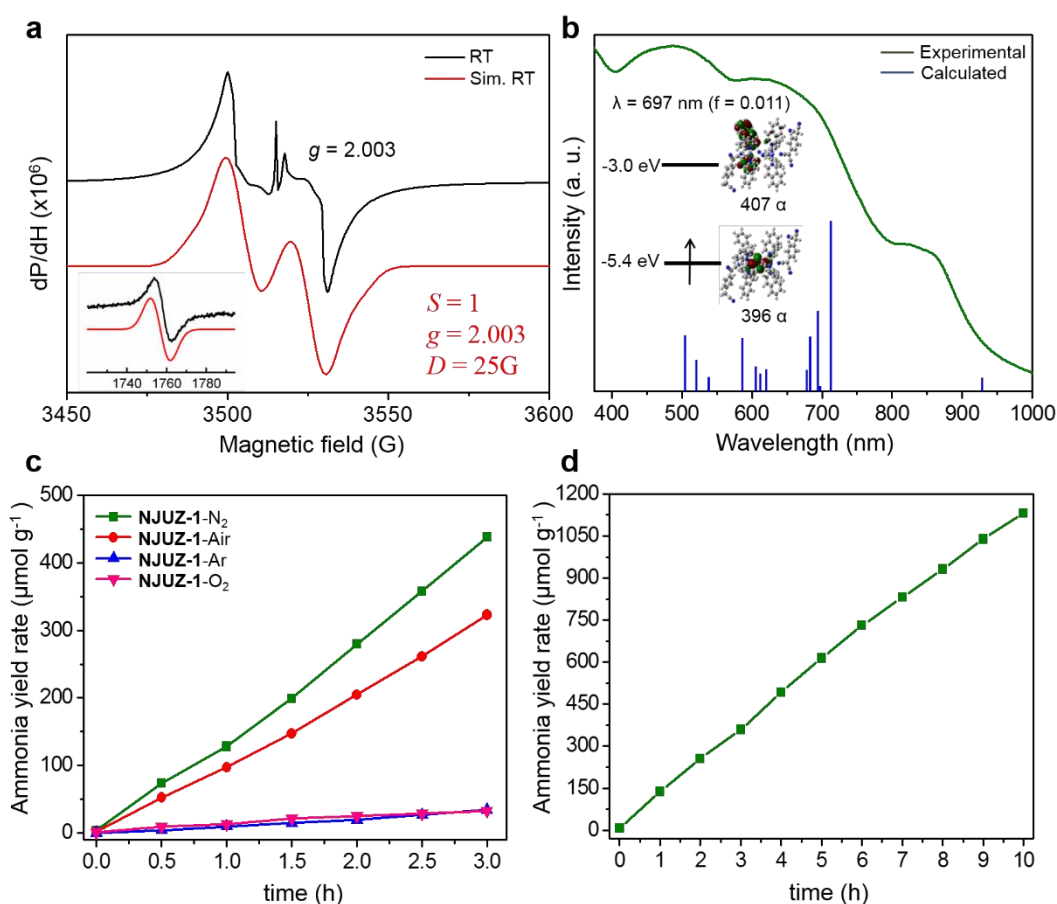 a
RT
Sim. RT
g = 2.003
S = 1
g = 2.003
D = 25G
1740 1760 1780
dP/dH (x10⁶)
3450 3500 3550 3600
Magnetic field (G)
b
Experimental
Calculated
λ = 697 nm (f = 0.011)
-3.0 eV
407 α
-5.4 eV
396 α
Intensity (a. u.)
400 500 600 700 800 900 1000
Wavelength (nm)
c
NJUZ-1-N₂
NJUZ-1-Air
NJUZ-1-Ar
NJUZ-1-O₂
500
400
300
200
100
0
Ammonia yield rate (µmol g⁻¹)
0.0 0.5 1.0 1.5 2.0 2.5 3.0
time (h)
d
1200
1050
900
750
600
450
300
150
0
Ammonia yield rate (µmol g⁻¹)
0 1 2 3 4 5 6 7 8 9 10
time (h)